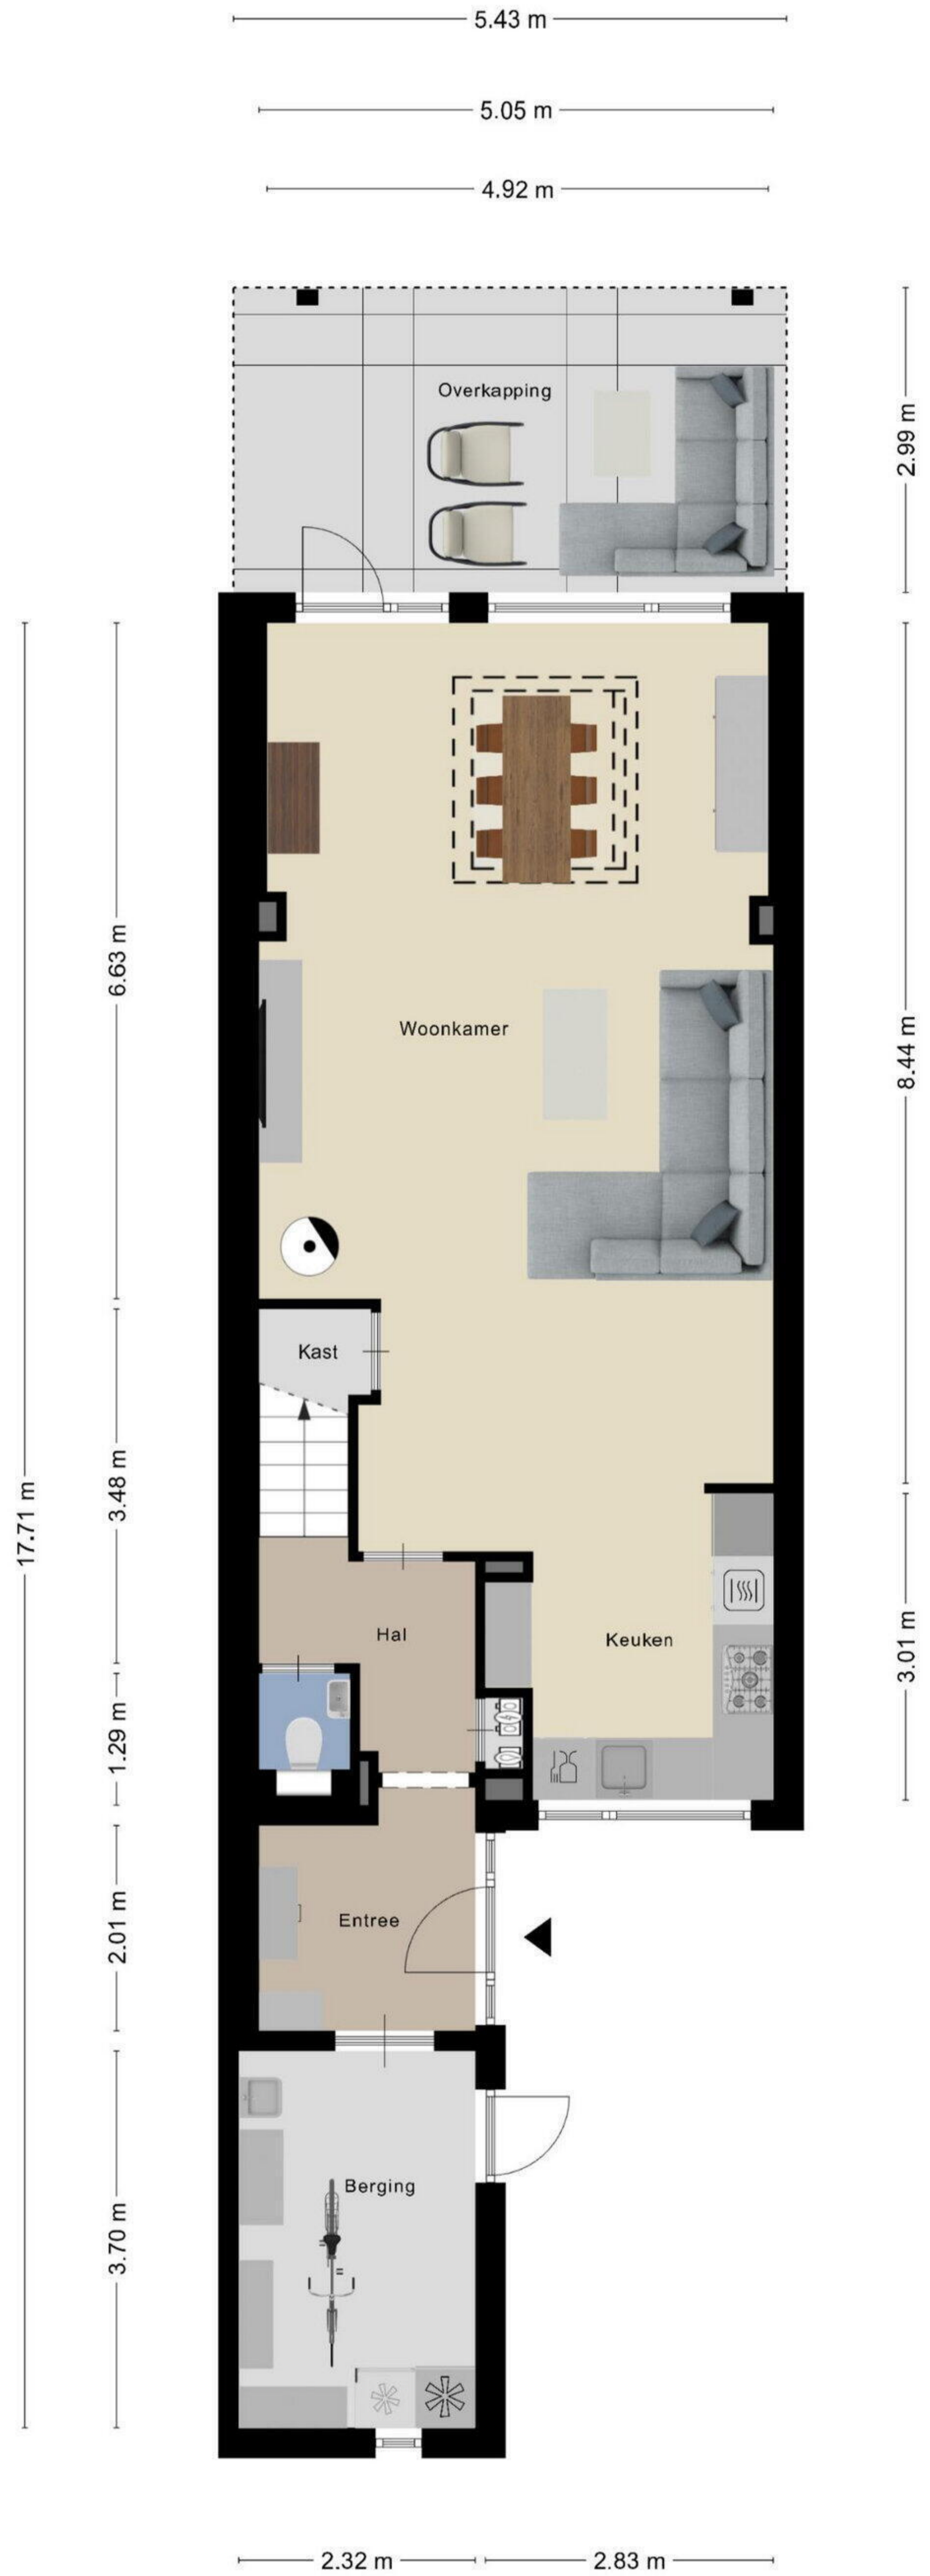 5.43 m
5.05 m
4.92 m
Overkapping
2.99 m
6.63 m
Woonkamer
8.44 m
Kast
3.48 m
17.71 m
Hal
Keuken
3.01 m
1.29 m
Entree
2.01 m
Berging
3.70 m
2.32 m
2.83 m